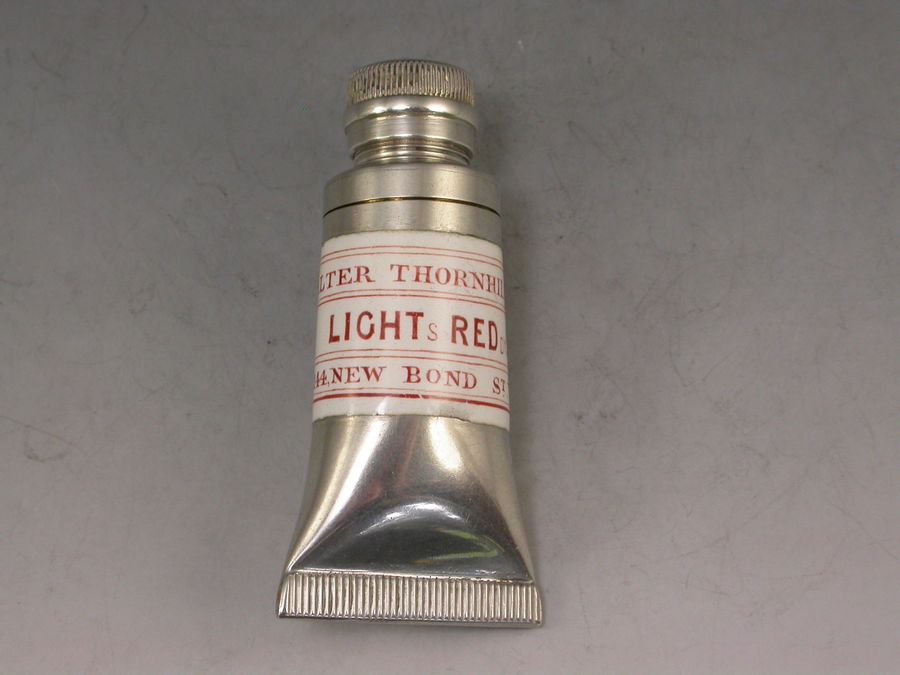 LTER THORNHI
LIGHTs RED
44, NEW BOND ST